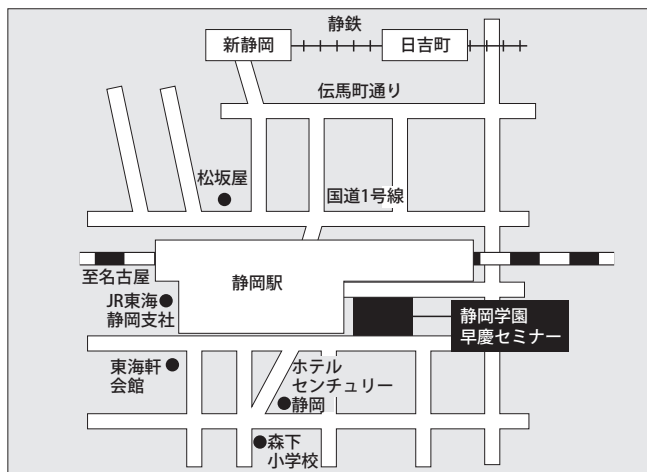 静鉄
新静岡
日吉町
伝馬町通り
松坂屋
国道1号線
至名古屋
静岡駅
JR東海
静岡支社
静岡学園
早慶セミナー
東海軒
会館
ホテル
センチュリー
静岡
森下
小学校